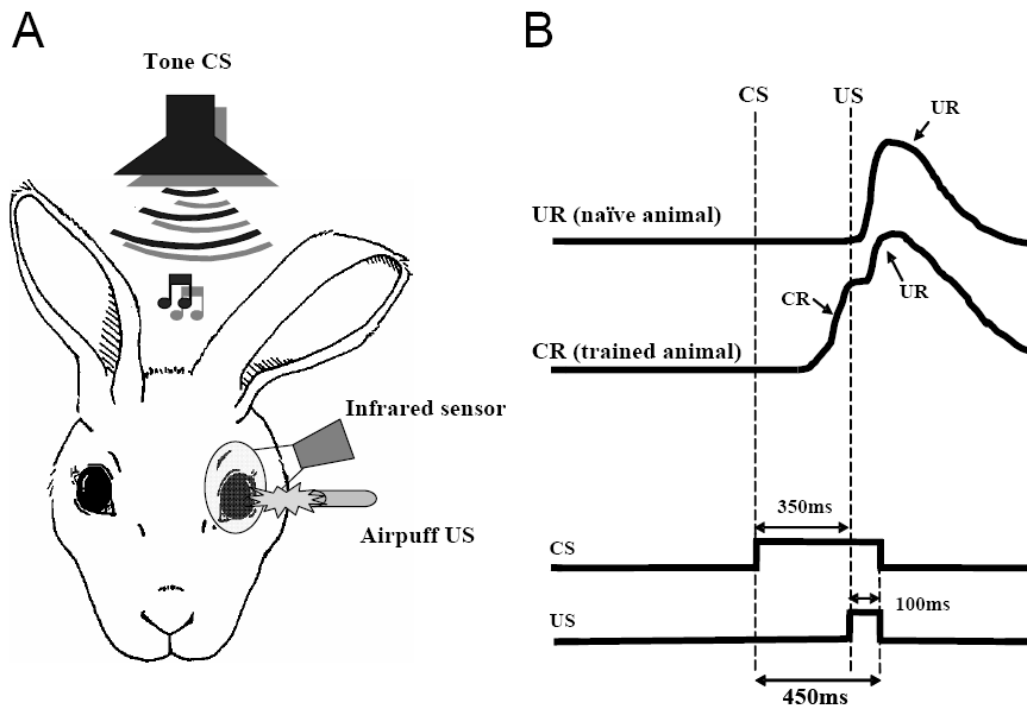 A
Tone CS
Infrared sensor
Airpuff US
B
CS
US
UR
UR (naïve animal)
CR
UR
CR (trained animal)
350ms
CS
100ms
US
450ms